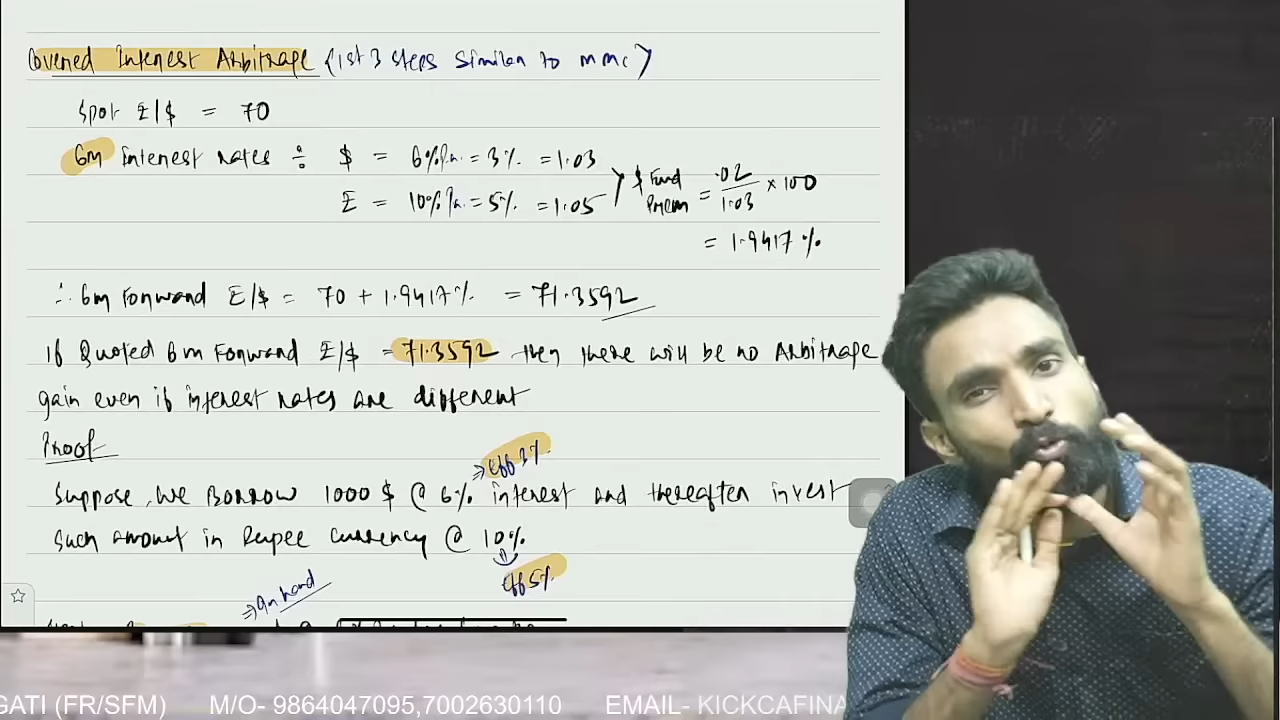 Covered Interest Arbitrage (1st 3 steps similar to mmc)
Spot ₹/$ = 70
6m Interest rates ÷ $ = 6% P.a. = 3% = 1.03
₹ = 10% P.a. = 5% = 1.05
$ Fwd Prem = .02/1.03 × 100
= 1.9417 %
∴ 6m Forward ₹/$ = 70 + 1.9417% = 71.3592
If Quoted 6m Forward ₹/$ = 71.3592 then there will be no Arbitrage
gain even if interest rates are different
Proof
⇒ eff 3%
Suppose, we Borrow 1000 $ @ 6% interest and thereafter invest
Such amount in Rupee currency @ 10%
eff 5%
⇒ In hand
GATI (FR/SFM) M/O- 9864047095,7002630110 EMAIL- KICKCAFINA